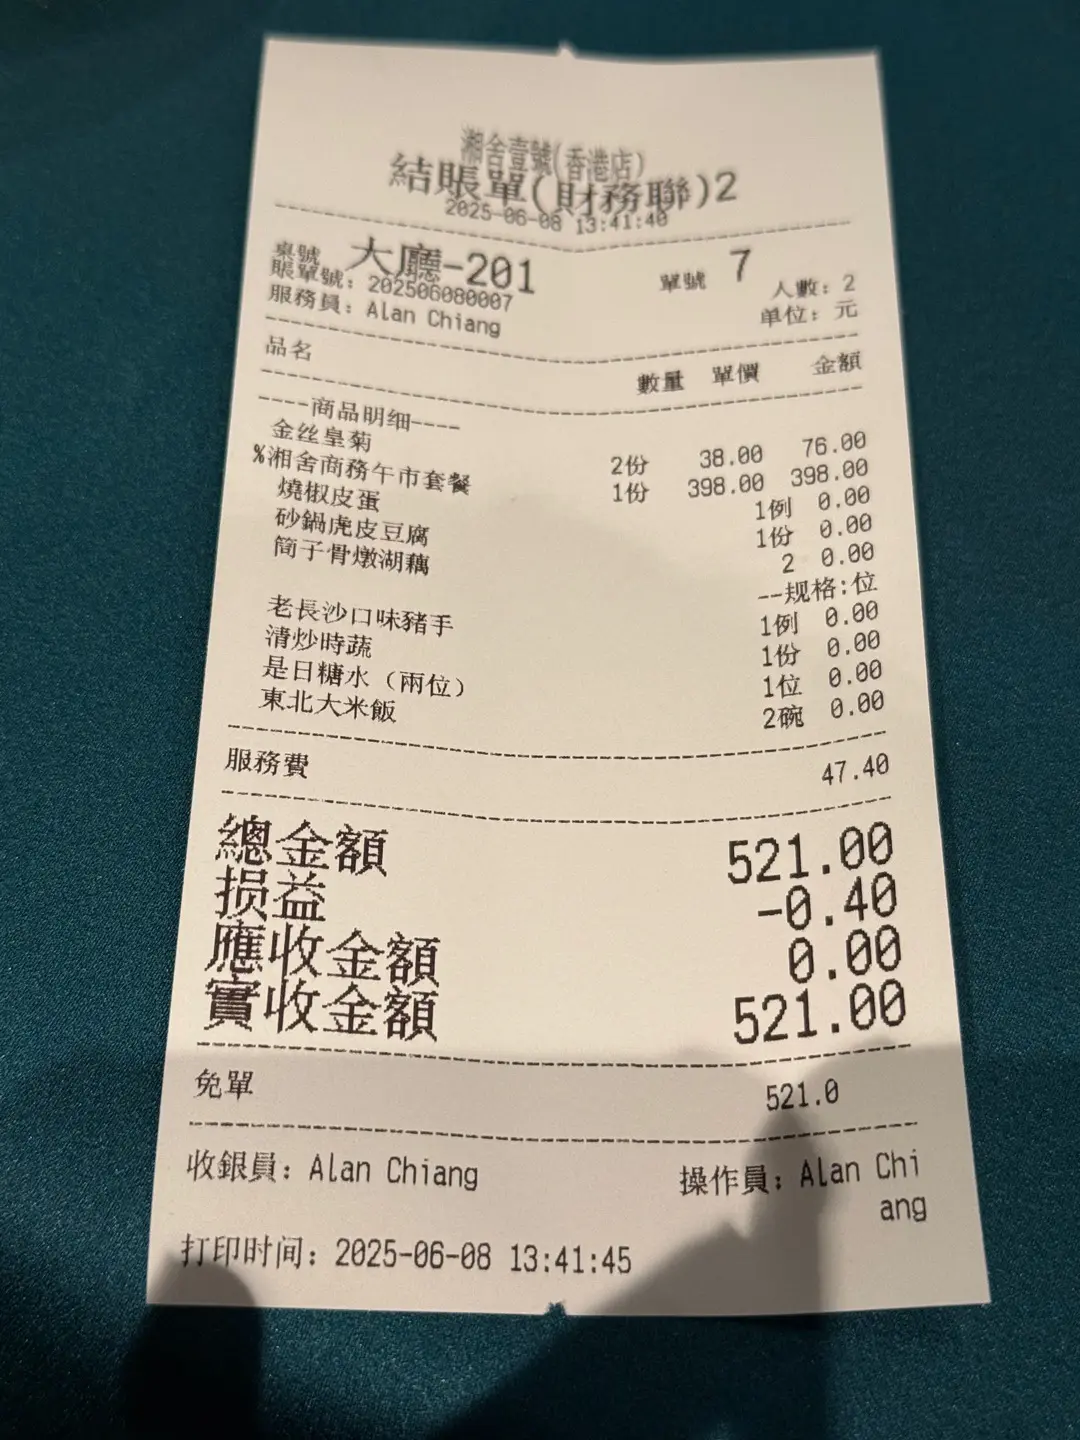 湘舍壹號(香港店)
結賬單(財務聯)2
2025-06-08 13:41:40
桌號 大廳-201 單號 7
賬單號: 202506080007 人數: 2
服務員: Alan Chiang 单位: 元
品名 數量 單價 金額
----商品明细----
金丝皇菊 2份 38.00 76.00
%湘舍商務午市套餐 1份 398.00 398.00
燒椒皮蛋 1例 0.00
砂鍋虎皮豆腐 1份 0.00
筒子骨燉湖藕 2 0.00
--规格:位
老長沙口味豬手 1例 0.00
清炒時蔬 1份 0.00
是日糖水（兩位） 1位 0.00
東北大米飯 2碗 0.00
服務費 47.40
總金額 521.00
损益 -0.40
應收金額 0.00
實收金額 521.00
免單 521.0
收銀員: Alan Chiang 操作員: Alan Chi
ang
打印时间: 2025-06-08 13:41:45